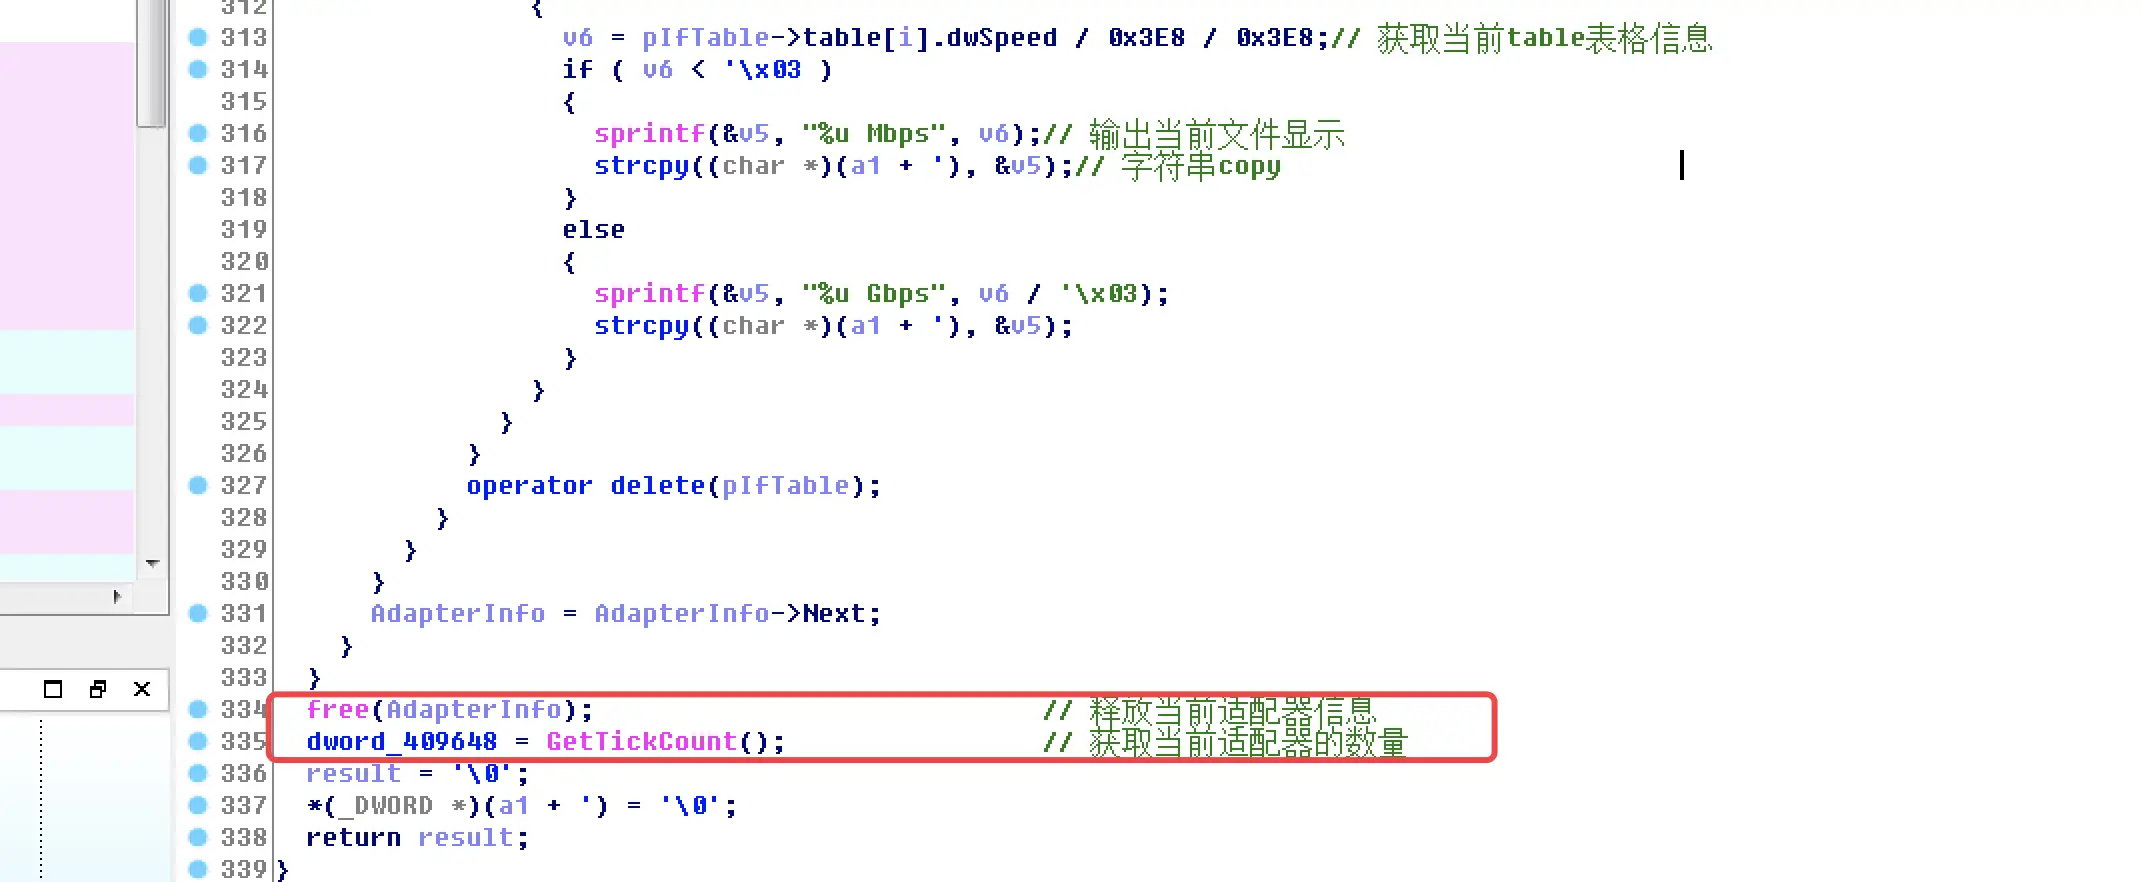 312 {
313 v6 = pIfTable->table[i].dwSpeed / 0x3E8 / 0x3E8;// 获取当前table表格信息
314 if ( v6 < '\x03 )
315 {
316 sprintf(&v5, "%u Mbps", v6);// 输出当前文件显示
317 strcpy((char *)(a1 + '), &v5);// 字符串copy
318 }
319 else
320 {
321 sprintf(&v5, "%u Gbps", v6 / '\x03);
322 strcpy((char *)(a1 + '), &v5);
323 }
324 }
325 }
326 }
327 operator delete(pIfTable);
328 }
329 }
330 }
331 AdapterInfo = AdapterInfo->Next;
332 }
333 }
334 free(AdapterInfo); // 释放当前适配器信息
335 dword_409648 = GetTickCount(); // 获取当前适配器的数量
336 result = '\0';
337 *(_DWORD *)(a1 + ') = '\0';
338 return result;
339 }